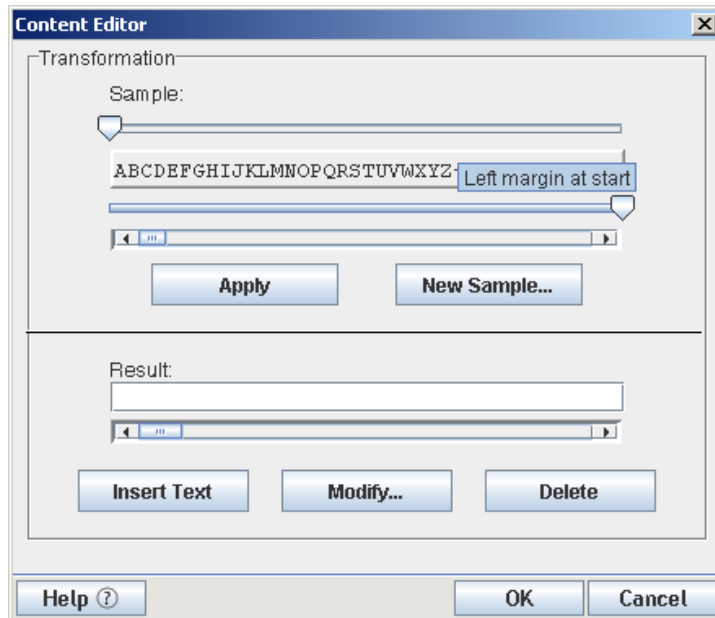 Content Editor
Transformation
Sample:
ABCDEFGHIJKLMNOPQRSTUVWXYZ
Left margin at start
Apply
New Sample...
Result:
Insert Text
Modify...
Delete
Help ?
OK
Cancel